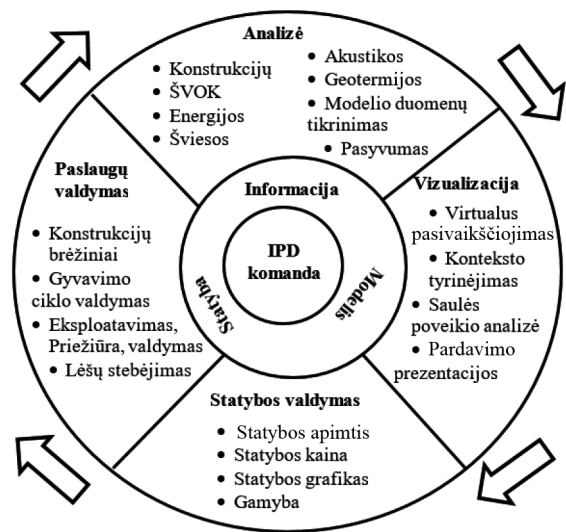 Analizė
• Konstrukcijų
• ŠVOK
• Energijos
• Šviesos
• Akustikos
• Geotermijos
• Modelio duomenų
tikrinimas
• Pasyvumas
Vizualizacija
• Virtualus
pasivaikščiojimas
• Konteksto
tyrinėjimas
• Saulės
poveikio analizė
• Pardavimo
prezentacijos
Statybos valdymas
• Statybos apimtis
• Statybos kaina
• Statybos grafikas
• Gamyba
Paslaugų
valdymas
• Konstrukcijų
brėžiniai
• Gyvavimo
ciklo valdymas
• Eksploatavimas,
Priežiūra, valdymas
• Lėšų stebėjimas
Informacija
Modelis
Statyba
IPD
komanda